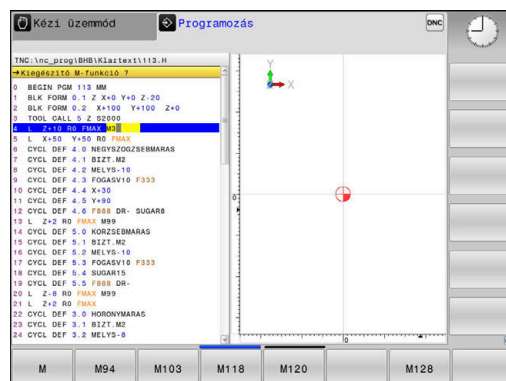 Kézi üzemmód
Programozás
DNC
TNC:\nc_prog\BHB\Klartext\113.H
→Kiegészítő M-funkció ?
0 BEGIN PGM 113 MM
1 BLK FORM 0.1 Z X+0 Y+0 Z-20
2 BLK FORM 0.2 X+100 Y+100 Z+0
3 TOOL CALL 5 Z S2000
4 L Z+10 R0 FMAX M3
5 L X+50 Y+50 R0 FMAX
6 CYCL DEF 4.0 NEGYSZOGZSEBMARAS
7 CYCL DEF 4.1 BIZT.M2
8 CYCL DEF 4.2 MELYS-10
9 CYCL DEF 4.3 FOGASV10 F333
10 CYCL DEF 4.4 X+30
11 CYCL DEF 4.5 Y+90
12 CYCL DEF 4.6 F888 DR- SUGAR8
13 L Z+2 R0 FMAX M99
14 CYCL DEF 5.0 KORZSEBMARAS
15 CYCL DEF 5.1 BIZT.M2
16 CYCL DEF 5.2 MELYS-10
17 CYCL DEF 5.3 FOGASV10 F333
18 CYCL DEF 5.4 SUGAR15
19 CYCL DEF 5.5 F888 DR-
20 L Z-8 R0 FMAX M99
21 L Z+2 R0 FMAX
22 CYCL DEF 3.0 HORONYMARAS
23 CYCL DEF 3.1 BIZT.M2
24 CYCL DEF 3.2 MELYS-8
Y
X
0
0
M M94 M103 M118 M120 M128